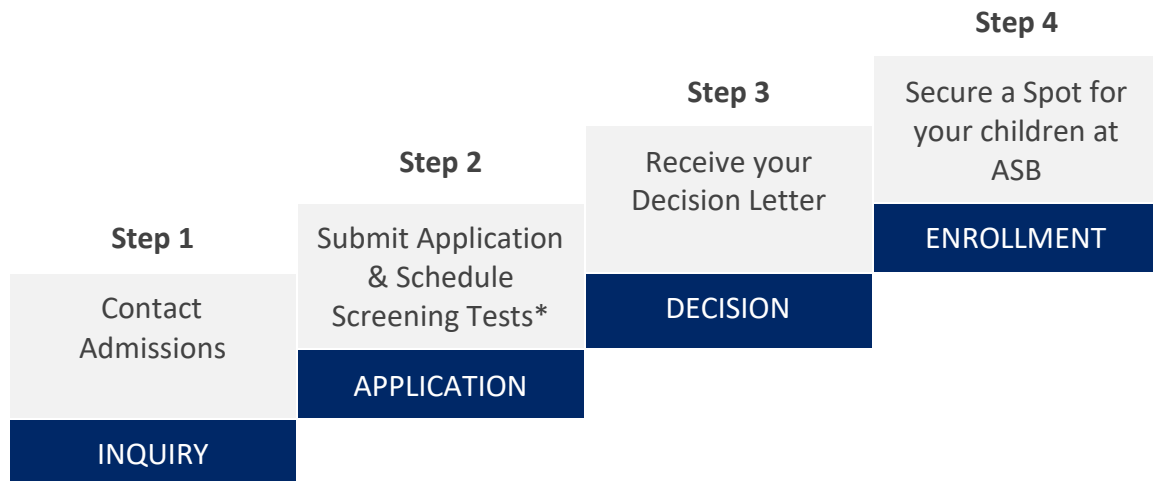 Step 1
Contact
Admissions
INQUIRY
Step 2
Submit Application
& Schedule
Screening Tests*
APPLICATION
Step 3
Receive your
Decision Letter
DECISION
Step 4
Secure a Spot for
your children at
ASB
ENROLLMENT